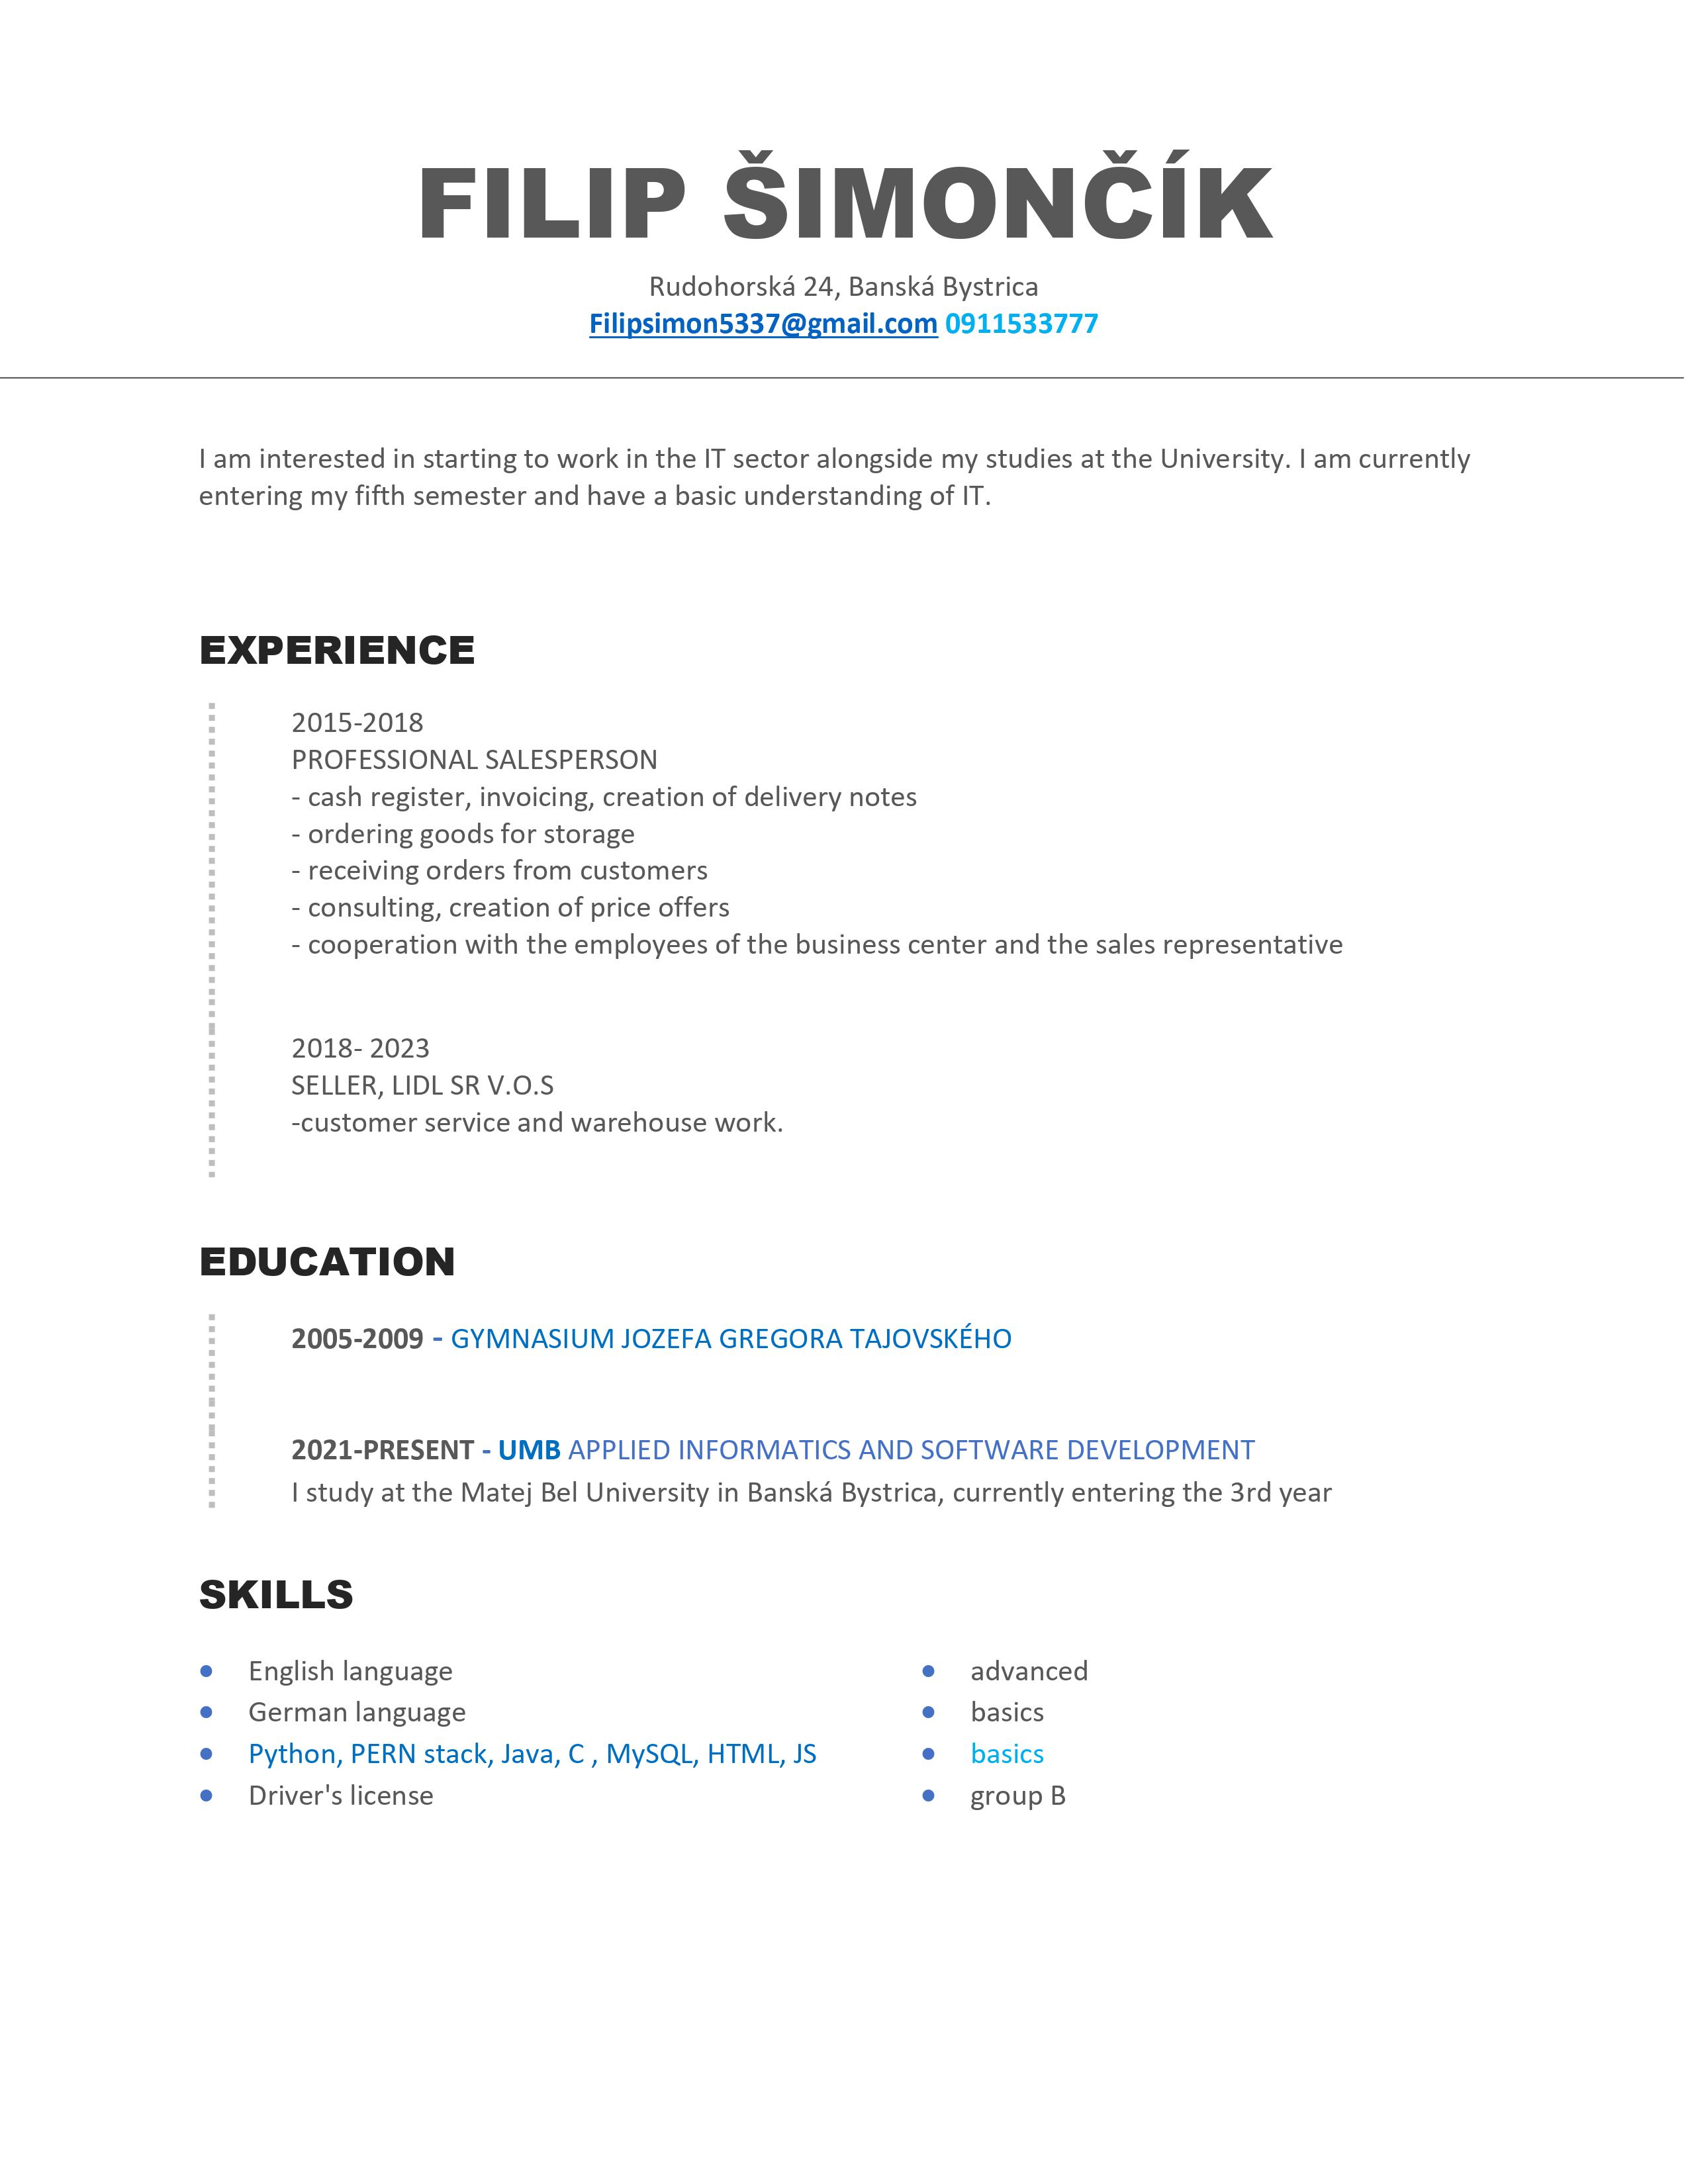 FILIP ŠIMONČÍK
Rudohorská 24, Banská Bystrica
Filipsimon5337@gmail.com 0911533777
I am interested in starting to work in the IT sector alongside my studies at the University. I am currently
entering my fifth semester and have a basic understanding of IT.
EXPERIENCE
2015-2018
PROFESSIONAL SALESPERSON
- cash register, invoicing, creation of delivery notes
- ordering goods for storage
- receiving orders from customers
- consulting, creation of price offers
- cooperation with the employees of the business center and the sales representative
2018- 2023
SELLER, LIDL SR V.O.S
-customer service and warehouse work.
EDUCATION
2005-2009 - GYMNASIUM JOZEFA GREGORA TAJOVSKÉHO
2021-PRESENT - UMB APPLIED INFORMATICS AND SOFTWARE DEVELOPMENT
I study at the Matej Bel University in Banská Bystrica, currently entering the 3rd year
SKILLS
• English language • advanced
• German language • basics
• Python, PERN stack, Java, C , MySQL, HTML, JS • basics
• Driver's license • group B